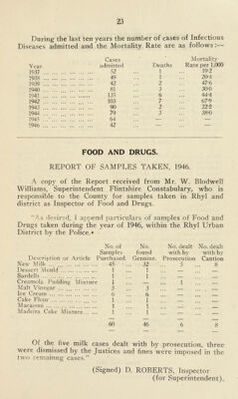 23
During the last ten years the number of cases of Infectious
Diseases admitted and the Mortality Rate are as follows:—
Cases Mortality
Year admitted Deaths Rate per 1,000
1937 52 1 19·2
1938 49 1 20·4
1939 42 2 47·6
1940 81 3
1941 135 6 44·4
1942 103 7 67·9
1943 90 2 22·2
1944 79 3 38·0
1945 64 — —
1946 42 — —
FOOD AND DRUGS.
REPORT OF SAMPLES TAKEN, 1946.
A copy of the Report received from Mr. W. Blodwell
Williams, Superintendent Flintshire Constabulary, who is
responsible to the County for samples taken in Rhyl and
district as Inspector of Food and Drugs.
"As desired, I append particulars of samples of Food and
Drugs taken during the year of 1946, within the Rhyl Urban
District by the Police.
No. of No. No. dealt No. dealt
Samples found with by with by
Description or Article Purchased. Genuine. Prosecution Caution
New Milk 45 32 5 8
Dessert Mould 1 1 — —
Sardells 1 1 — —
Creamola Pudding Mixture 1 — 1 —
Malt Vinegar 3 3 — —
Ice Cream 6 6 — —
Cake Flour 1 1 — —
Macaroni 1 1 — —
Madeira Cake Mixture 1 1 — —
60 46 6 8
Of the five milk cases dealt with by prosecution, three
were dismissed by the Justices and fines were imposed in the
two remaining cases."
(Signed) D. ROBERTS, Inspector
(for Superintendent).